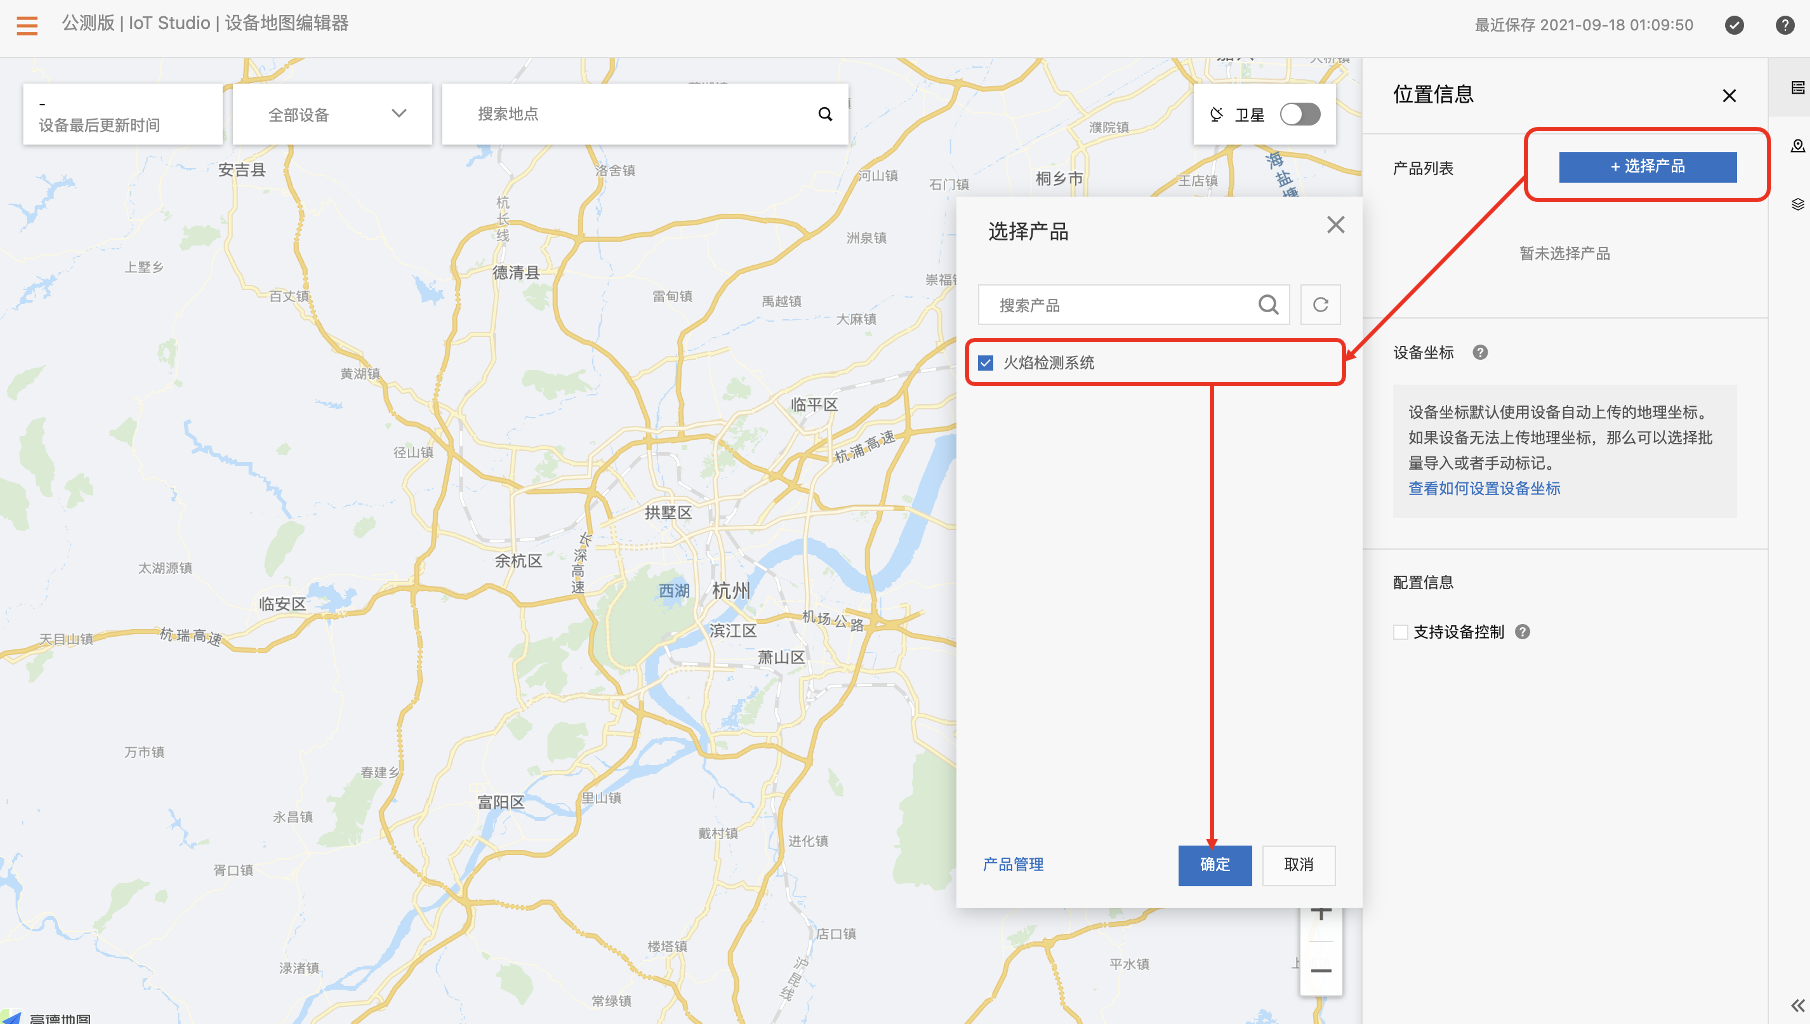 公测版 | IoT Studio | 设备地图编辑器
最近保存 2021-09-18 01:09:50
-
设备最后更新时间
全部设备
搜索地点
卫星
位置信息
产品列表
+ 选择产品
暂未选择产品
设备坐标
设备坐标默认使用设备自动上传的地理坐标。
如果设备无法上传地理坐标，那么可以选择批
量导入或者手动标记。
查看如何设置设备坐标
配置信息
支持设备控制
选择产品
搜索产品
火焰检测系统
产品管理
确定
取消
濮院镇
海盐塘
安吉县
洛舍镇
河山镇
石门镇
桐乡市
王店镇
杭长线
洲泉镇
上墅乡
德清县
百丈镇
雷甸镇
禹越镇
崇福
大麻镇
黄湖镇
临平区
杭浦高速
径山镇
拱墅区
长深高速
余杭区
太湖源镇
西湖
杭州
临安区
机场公路
滨江区
天目山镇
杭瑞高速
萧山区
万市镇
春建乡
富阳区
里山镇
永昌镇
戴村镇
进化镇
胥口镇
店口镇
楼塔镇
渌渚镇
平水镇
沪昆线
常绿镇
高德地图